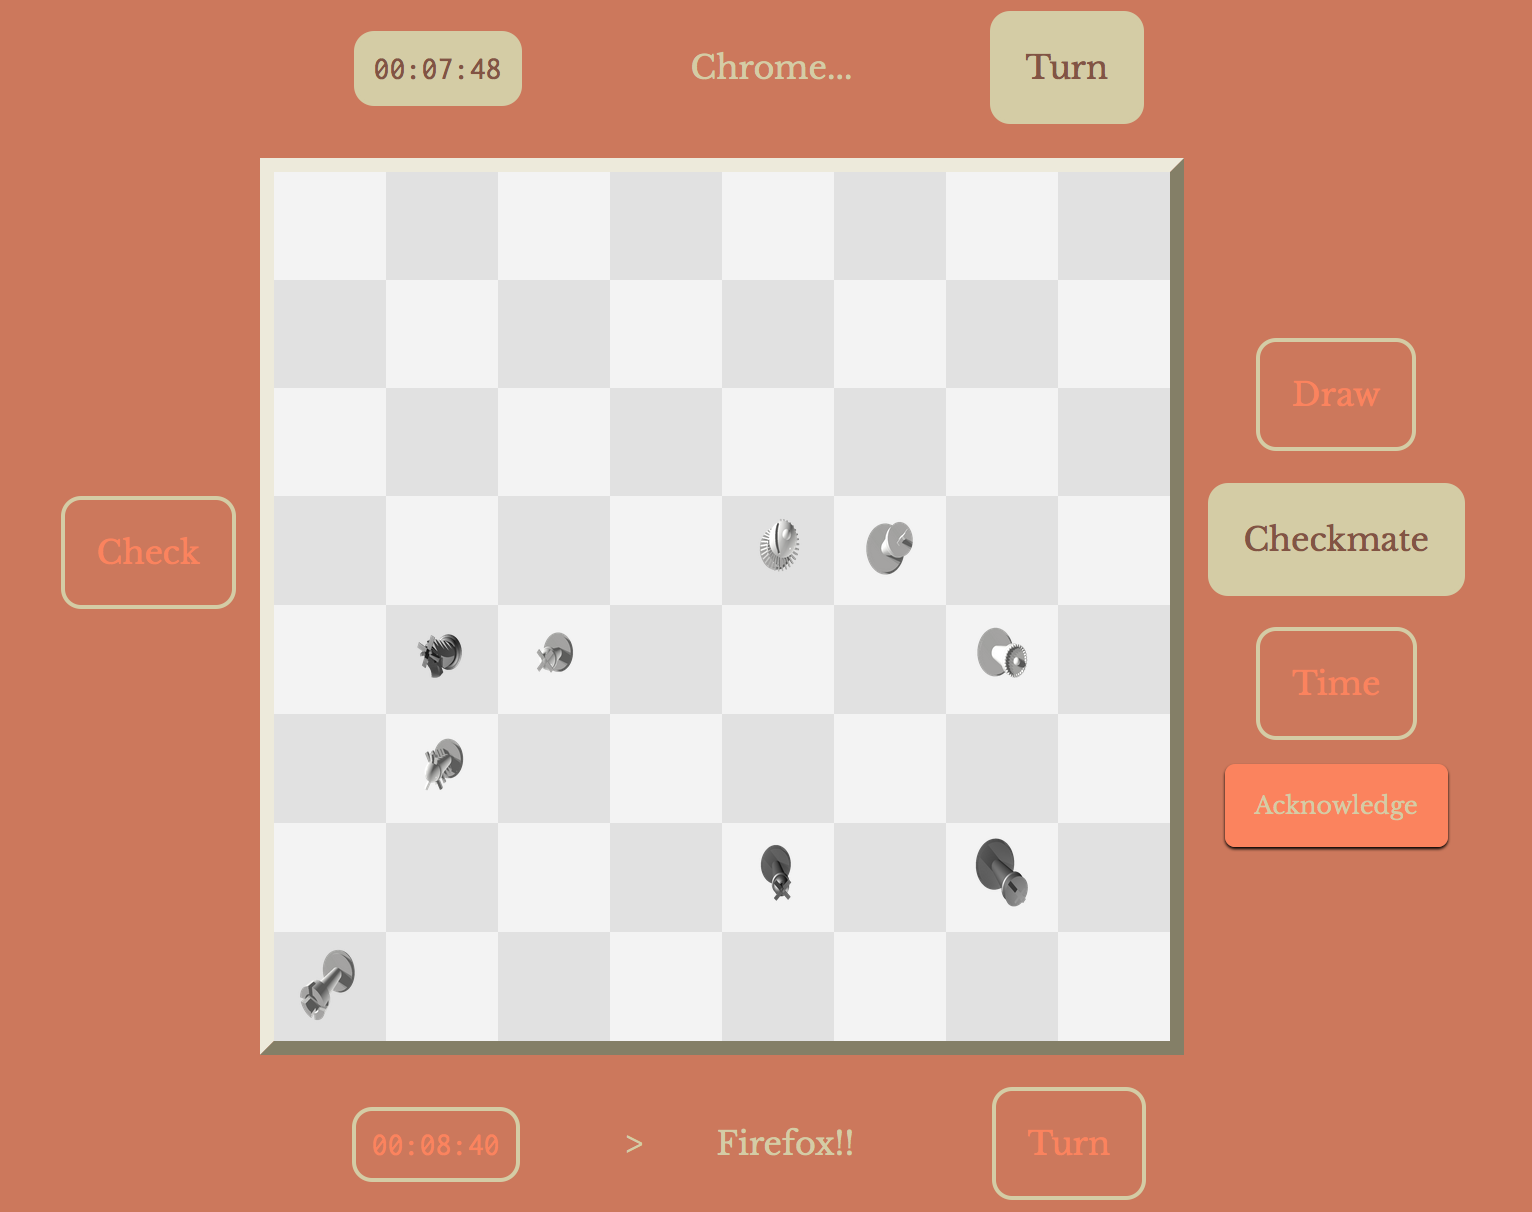 00:07:48
Chrome...
Turn
Draw
Check
Checkmate
Time
Acknowledge
00:08:40
>
Firefox!!
Turn